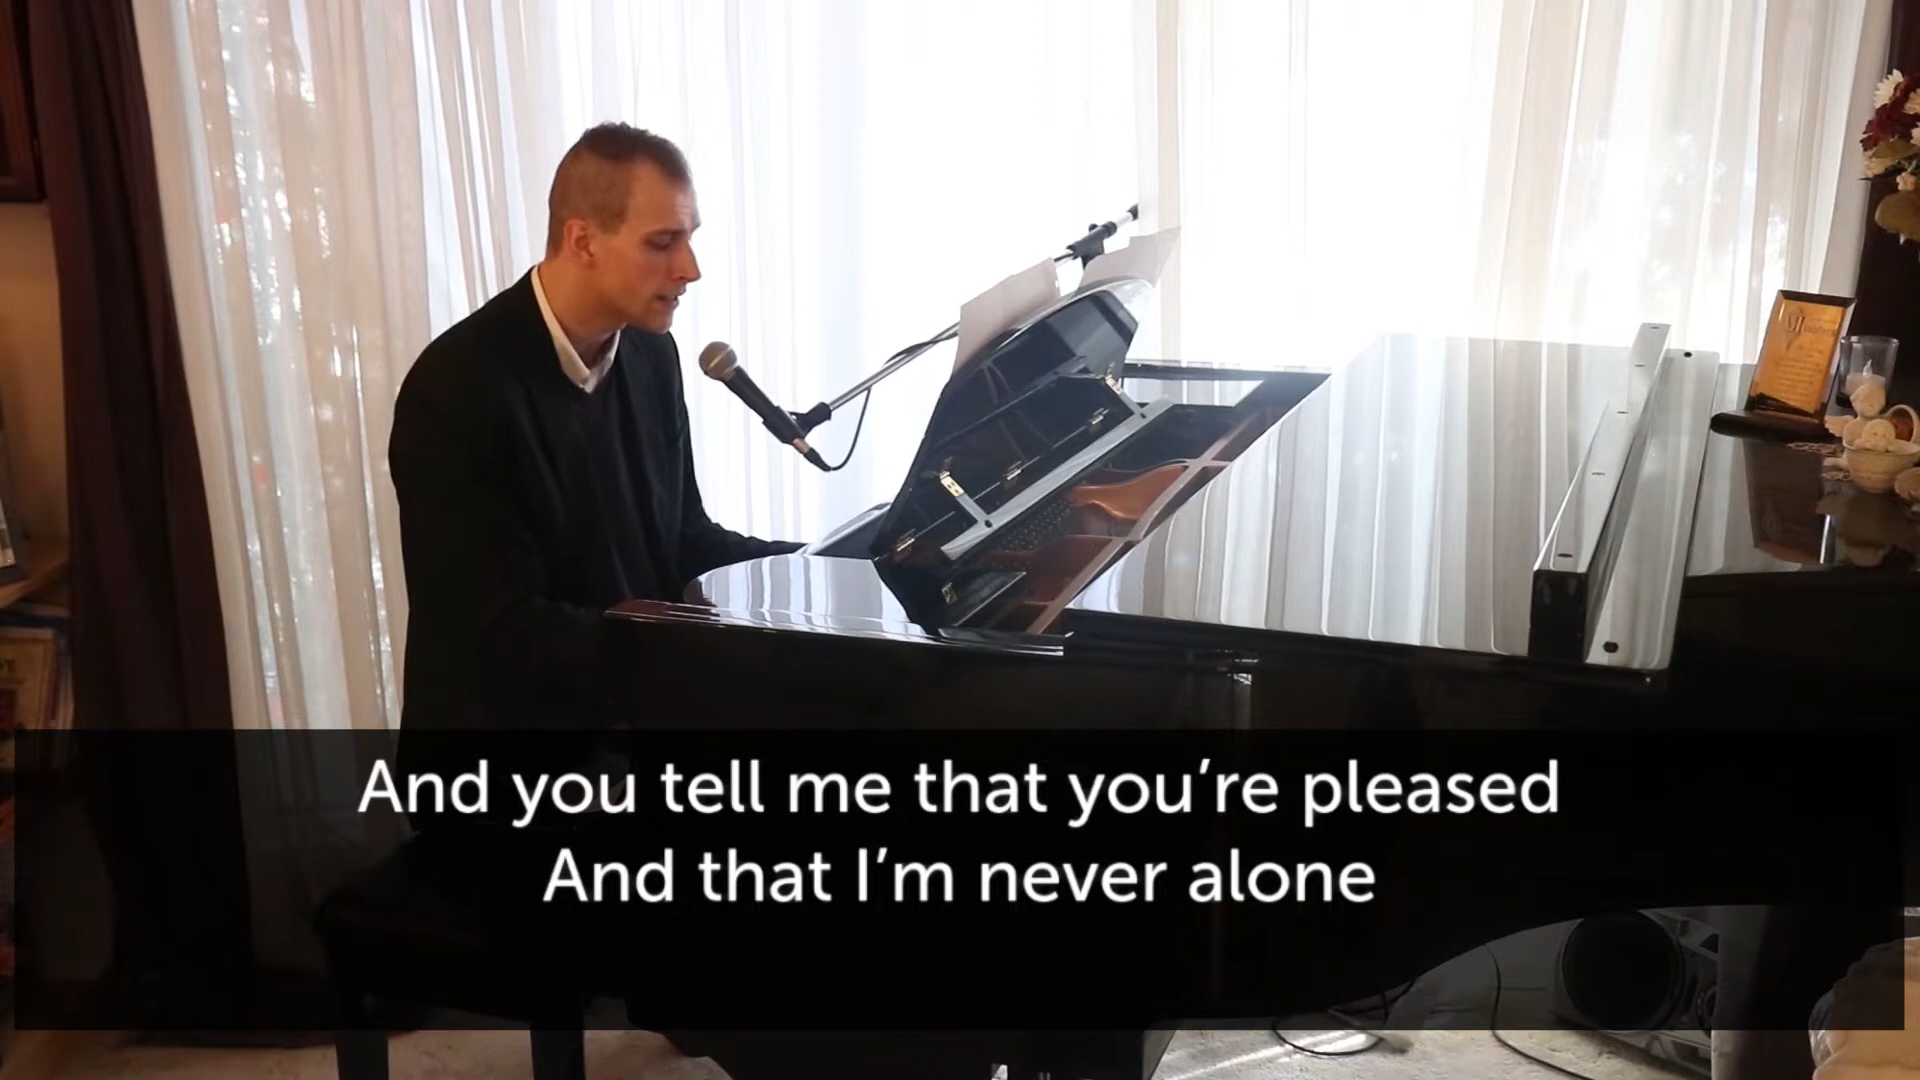 And you tell me that you’re pleased
And that I’m never alone